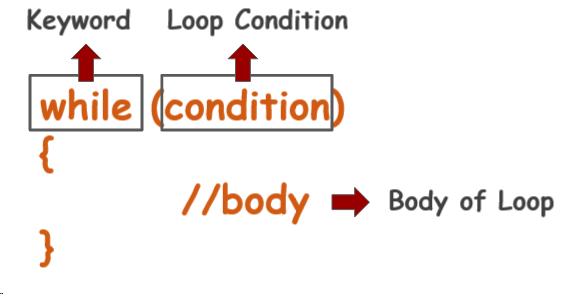 Keyword Loop Condition
while (condition)
{
//body Body of Loop
}